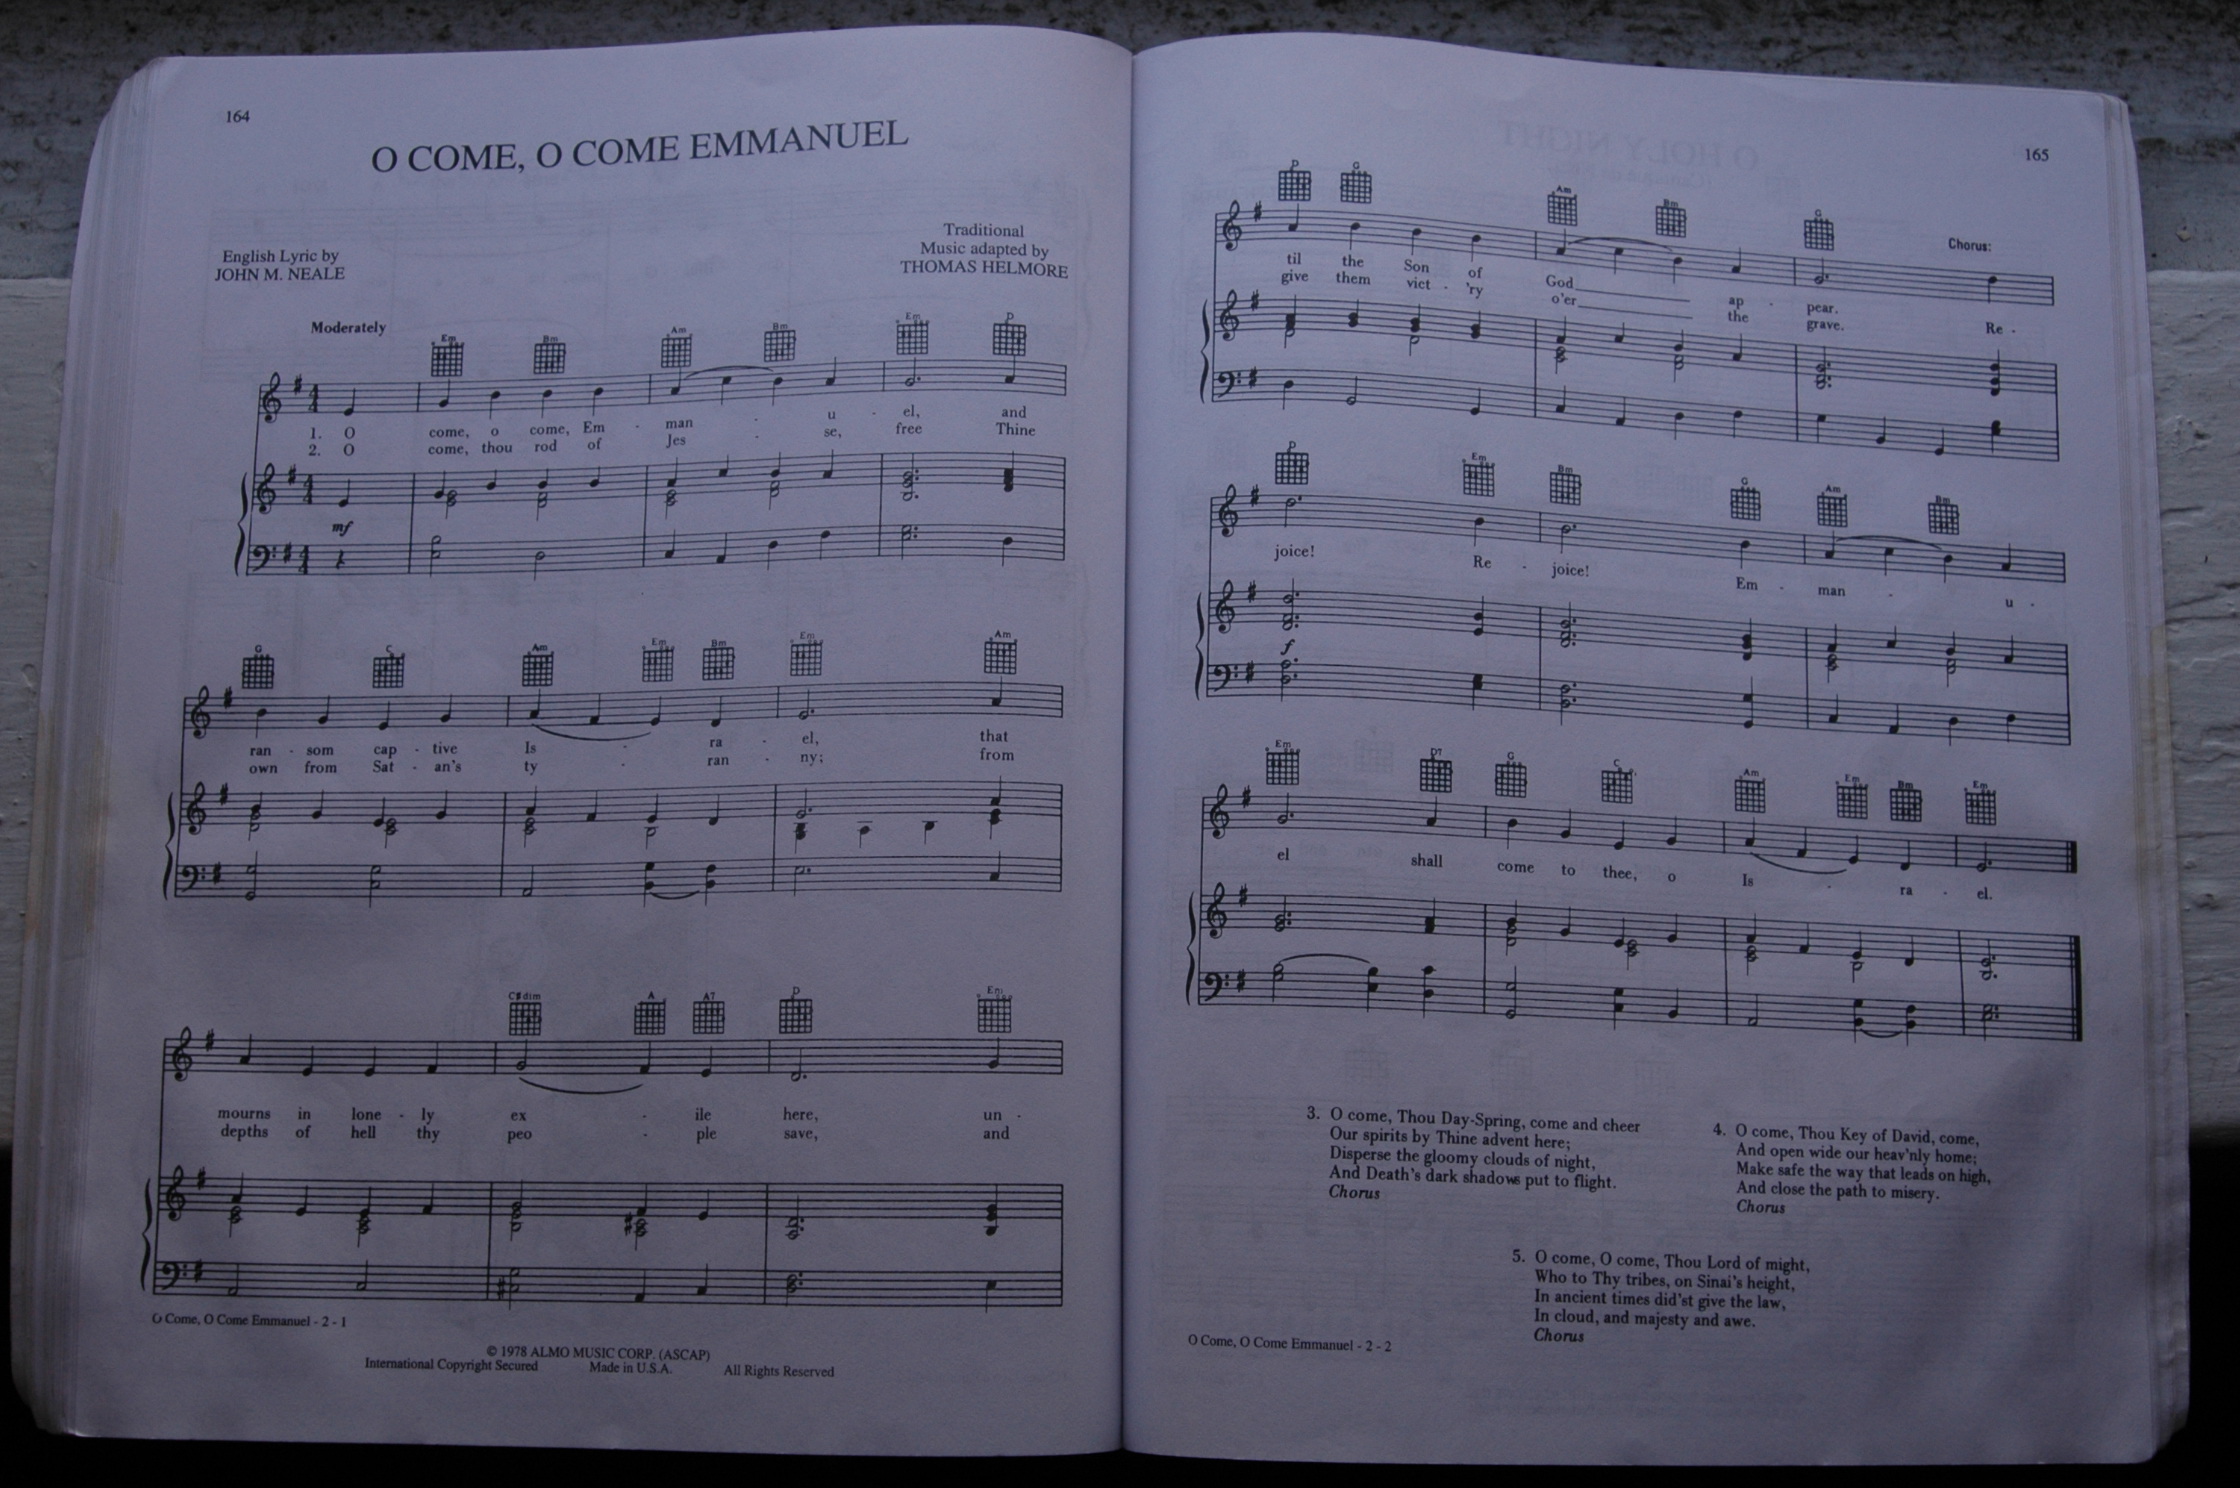 164
O COME, O COME EMMANUEL
English Lyric by
JOHN M. NEALE
Traditional
Music adapted by
THOMAS HELMORE
Moderately
Em Bm Am Bm Em D
1. O come, o come, Em - man - u - el, and
2. O come, thou rod of Jes - se, free Thine
mf
G C Am Em Bm Em Am
ran - som cap - tive Is - ra - el, that
own from Sat - an's ty - ran - ny; from
C#dim A A7 D Em
mourns in lone - ly ex - ile here, un -
depths of hell thy peo - ple save, and
O Come, O Come Emmanuel - 2 - 1
© 1978 ALMO MUSIC CORP. (ASCAP)
International Copyright Secured Made in U.S.A. All Rights Reserved
165
D G Am Bm G
Chorus:
til the Son of God ap - pear.
give them vict - 'ry o'er the grave. Re -
D Em Bm G Am Bm
joice! Re - joice! Em - man - u -
f
Em D7 G C Am Em Bm Em
el shall come to thee, o Is - ra - el.
3. O come, Thou Day-Spring, come and cheer
Our spirits by Thine advent here;
Disperse the gloomy clouds of night,
And Death's dark shadows put to flight.
Chorus
4. O come, Thou Key of David, come,
And open wide our heav'nly home;
Make safe the way that leads on high,
And close the path to misery.
Chorus
5. O come, O come, Thou Lord of might,
Who to Thy tribes, on Sinai's height,
In ancient times did'st give the law,
In cloud, and majesty and awe.
Chorus
O Come, O Come Emmanuel - 2 - 2